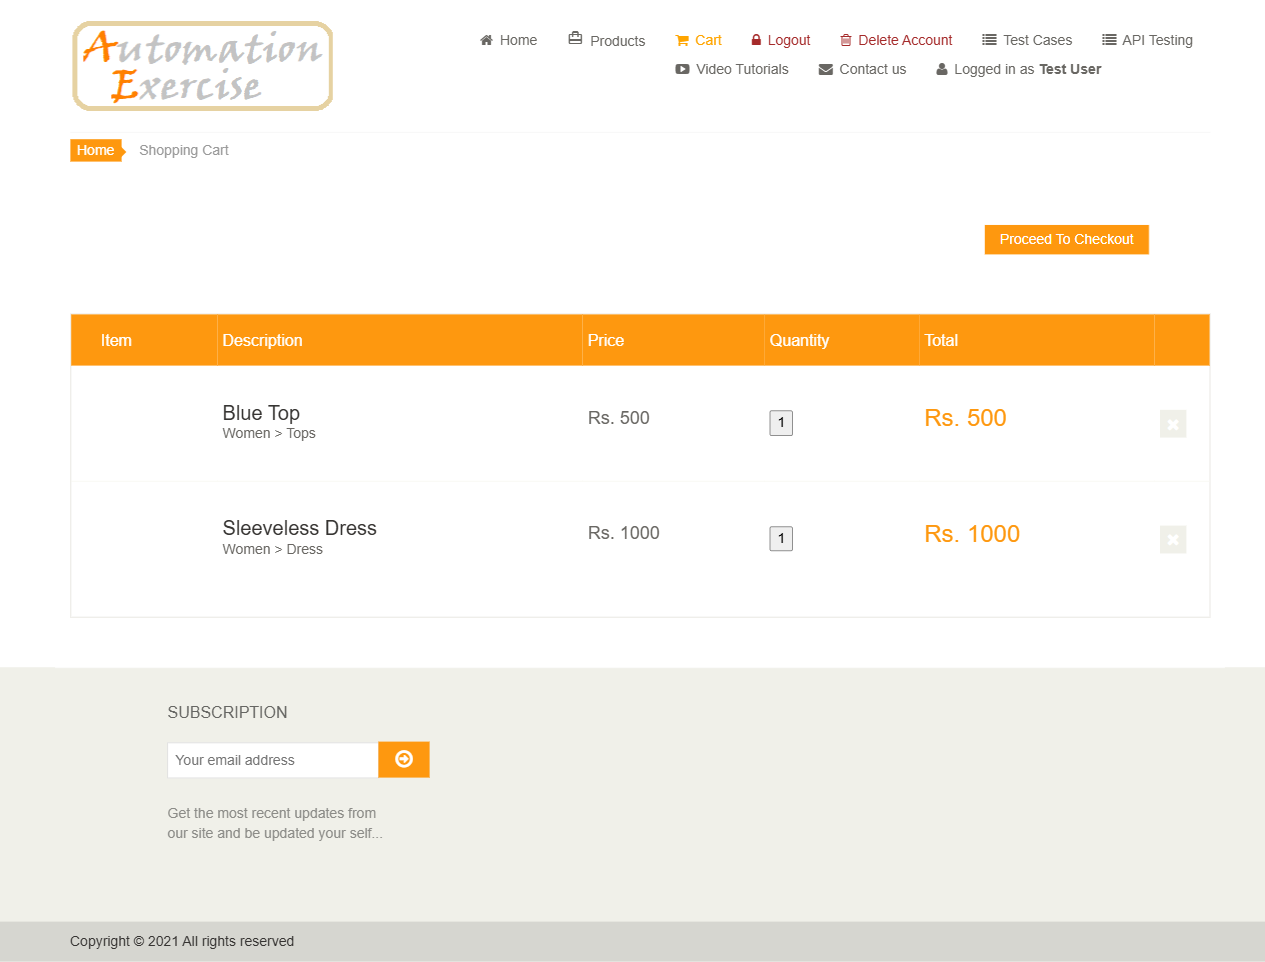 Automation
Exercise
Home Products Cart Logout Delete Account Test Cases API Testing
Video Tutorials Contact us Logged in as Test User
Home Shopping Cart
Proceed To Checkout
Item Description Price Quantity Total
Blue Top Rs. 500 1 Rs. 500
Women > Tops
Sleeveless Dress Rs. 1000 1 Rs. 1000
Women > Dress
SUBSCRIPTION
Your email address
Get the most recent updates from
our site and be updated your self...
Copyright © 2021 All rights reserved